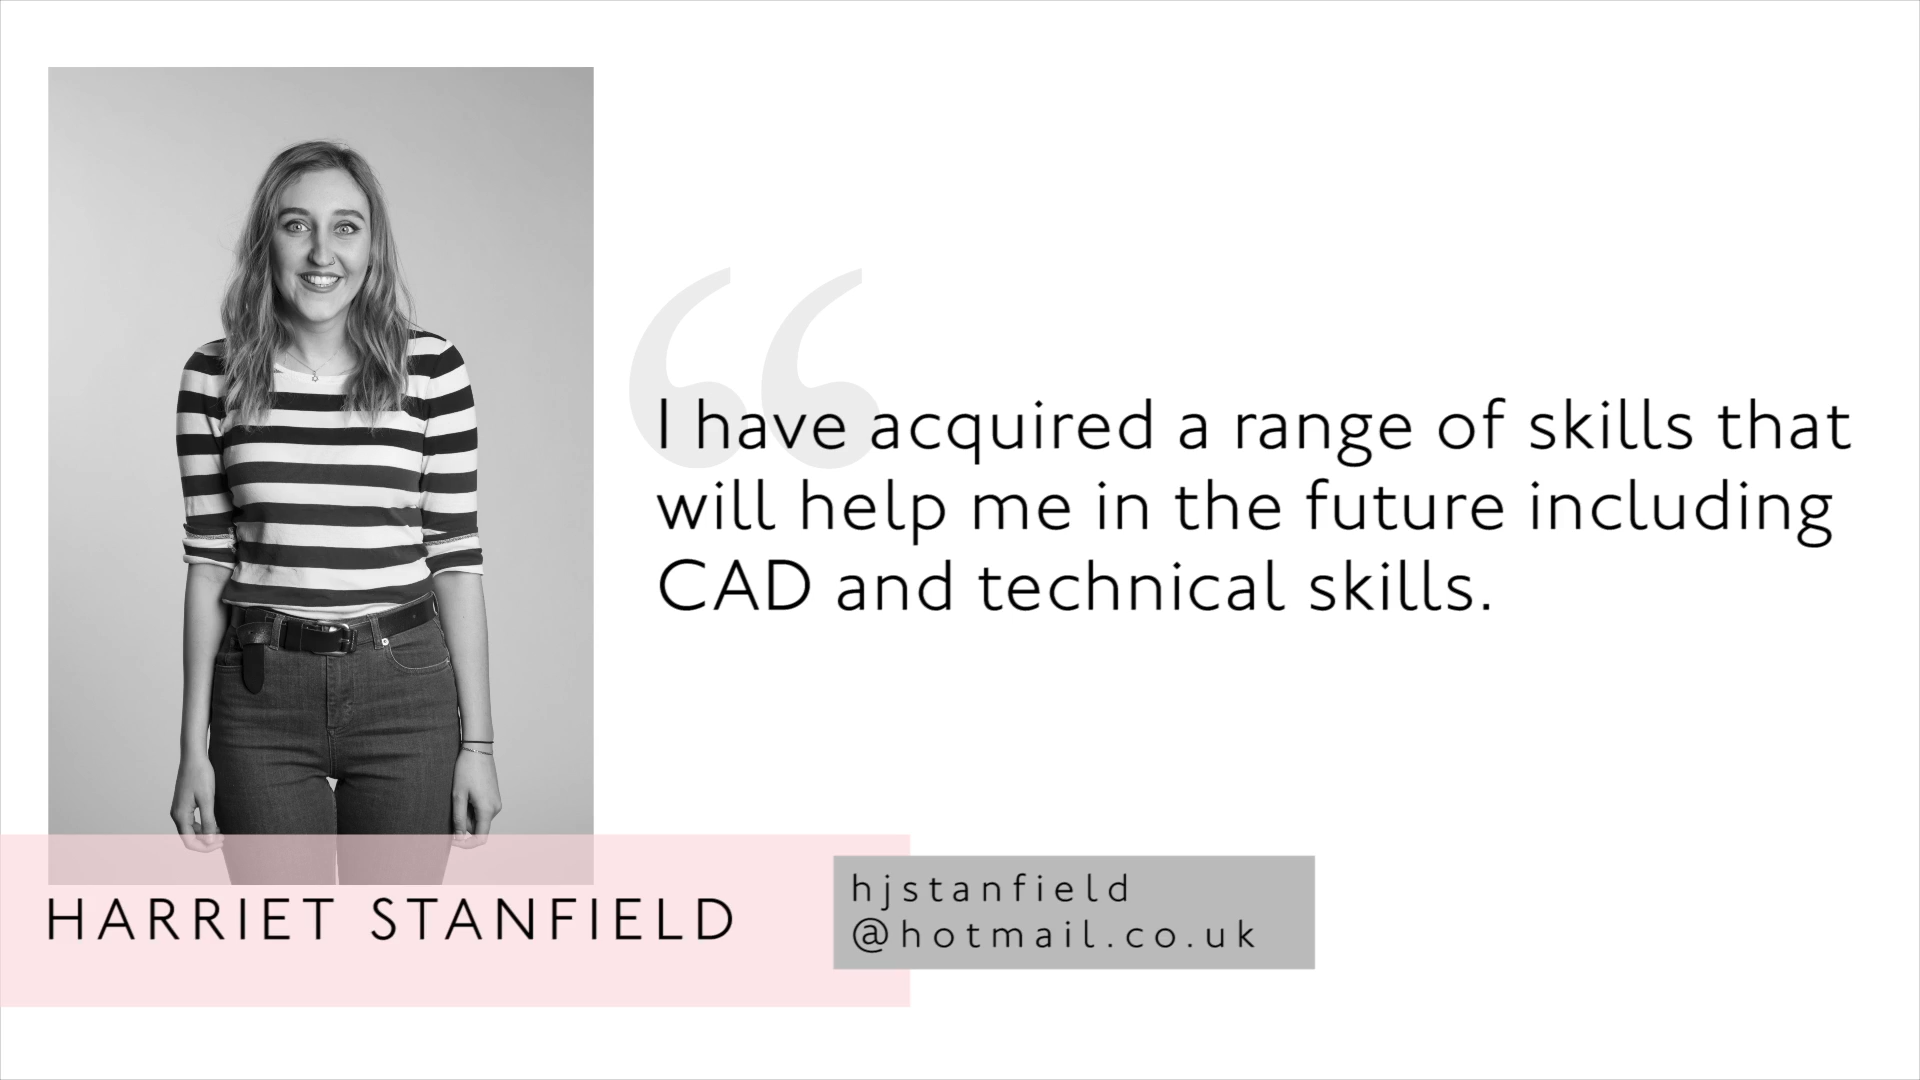 “
I have acquired a range of skills that
will help me in the future including
CAD and technical skills.
HARRIET STANFIELD
hjstanfield
@hotmail.co.uk